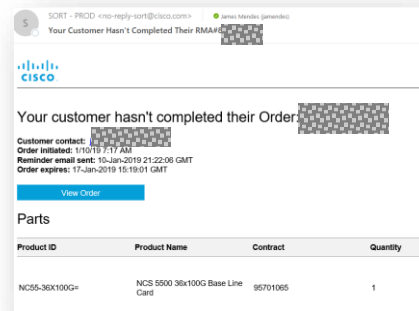 S
SORT - PROD <no-reply-sort@cisco.com> James Mendes (jamendes)
Your Customer Hasn't Completed Their RMA#
CISCO
Your customer hasn't completed their Order:
Customer contact:
Order initiated: 1/10/19 7:17 AM
Reminder email sent: 10-Jan-2019 21:22:06 GMT
Order expires: 17-Jan-2019 15:19:01 GMT
View Order
Parts
Product ID Product Name Contract Quantity
NC55-36X100G= NCS 5500 36x100G Base Line 95701065 1
Card